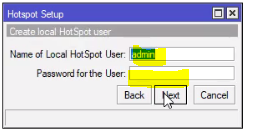 Hotspot Setup
Create local HotSpot user
Name of Local HotSpot User: admin
Password for the User:
Back Next Cancel